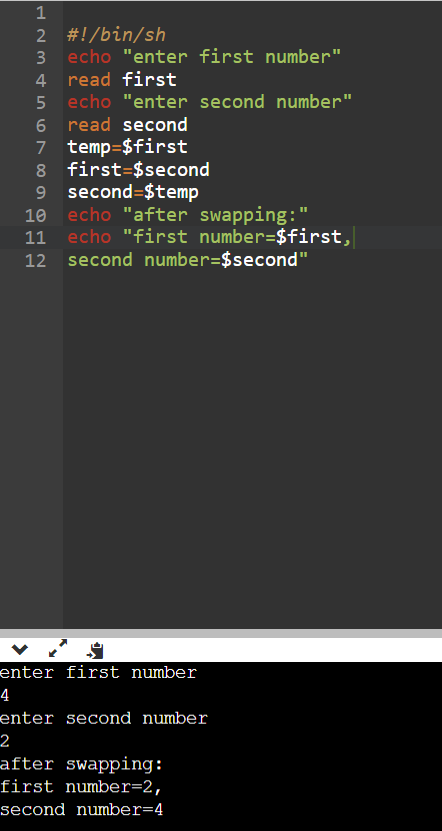 1
2 #!/bin/sh
3 echo "enter first number"
4 read first
5 echo "enter second number"
6 read second
7 temp=$first
8 first=$second
9 second=$temp
10 echo "after swapping:"
11 echo "first number=$first,
12 second number=$second"
enter first number
4
enter second number
2
after swapping:
first number=2,
second number=4